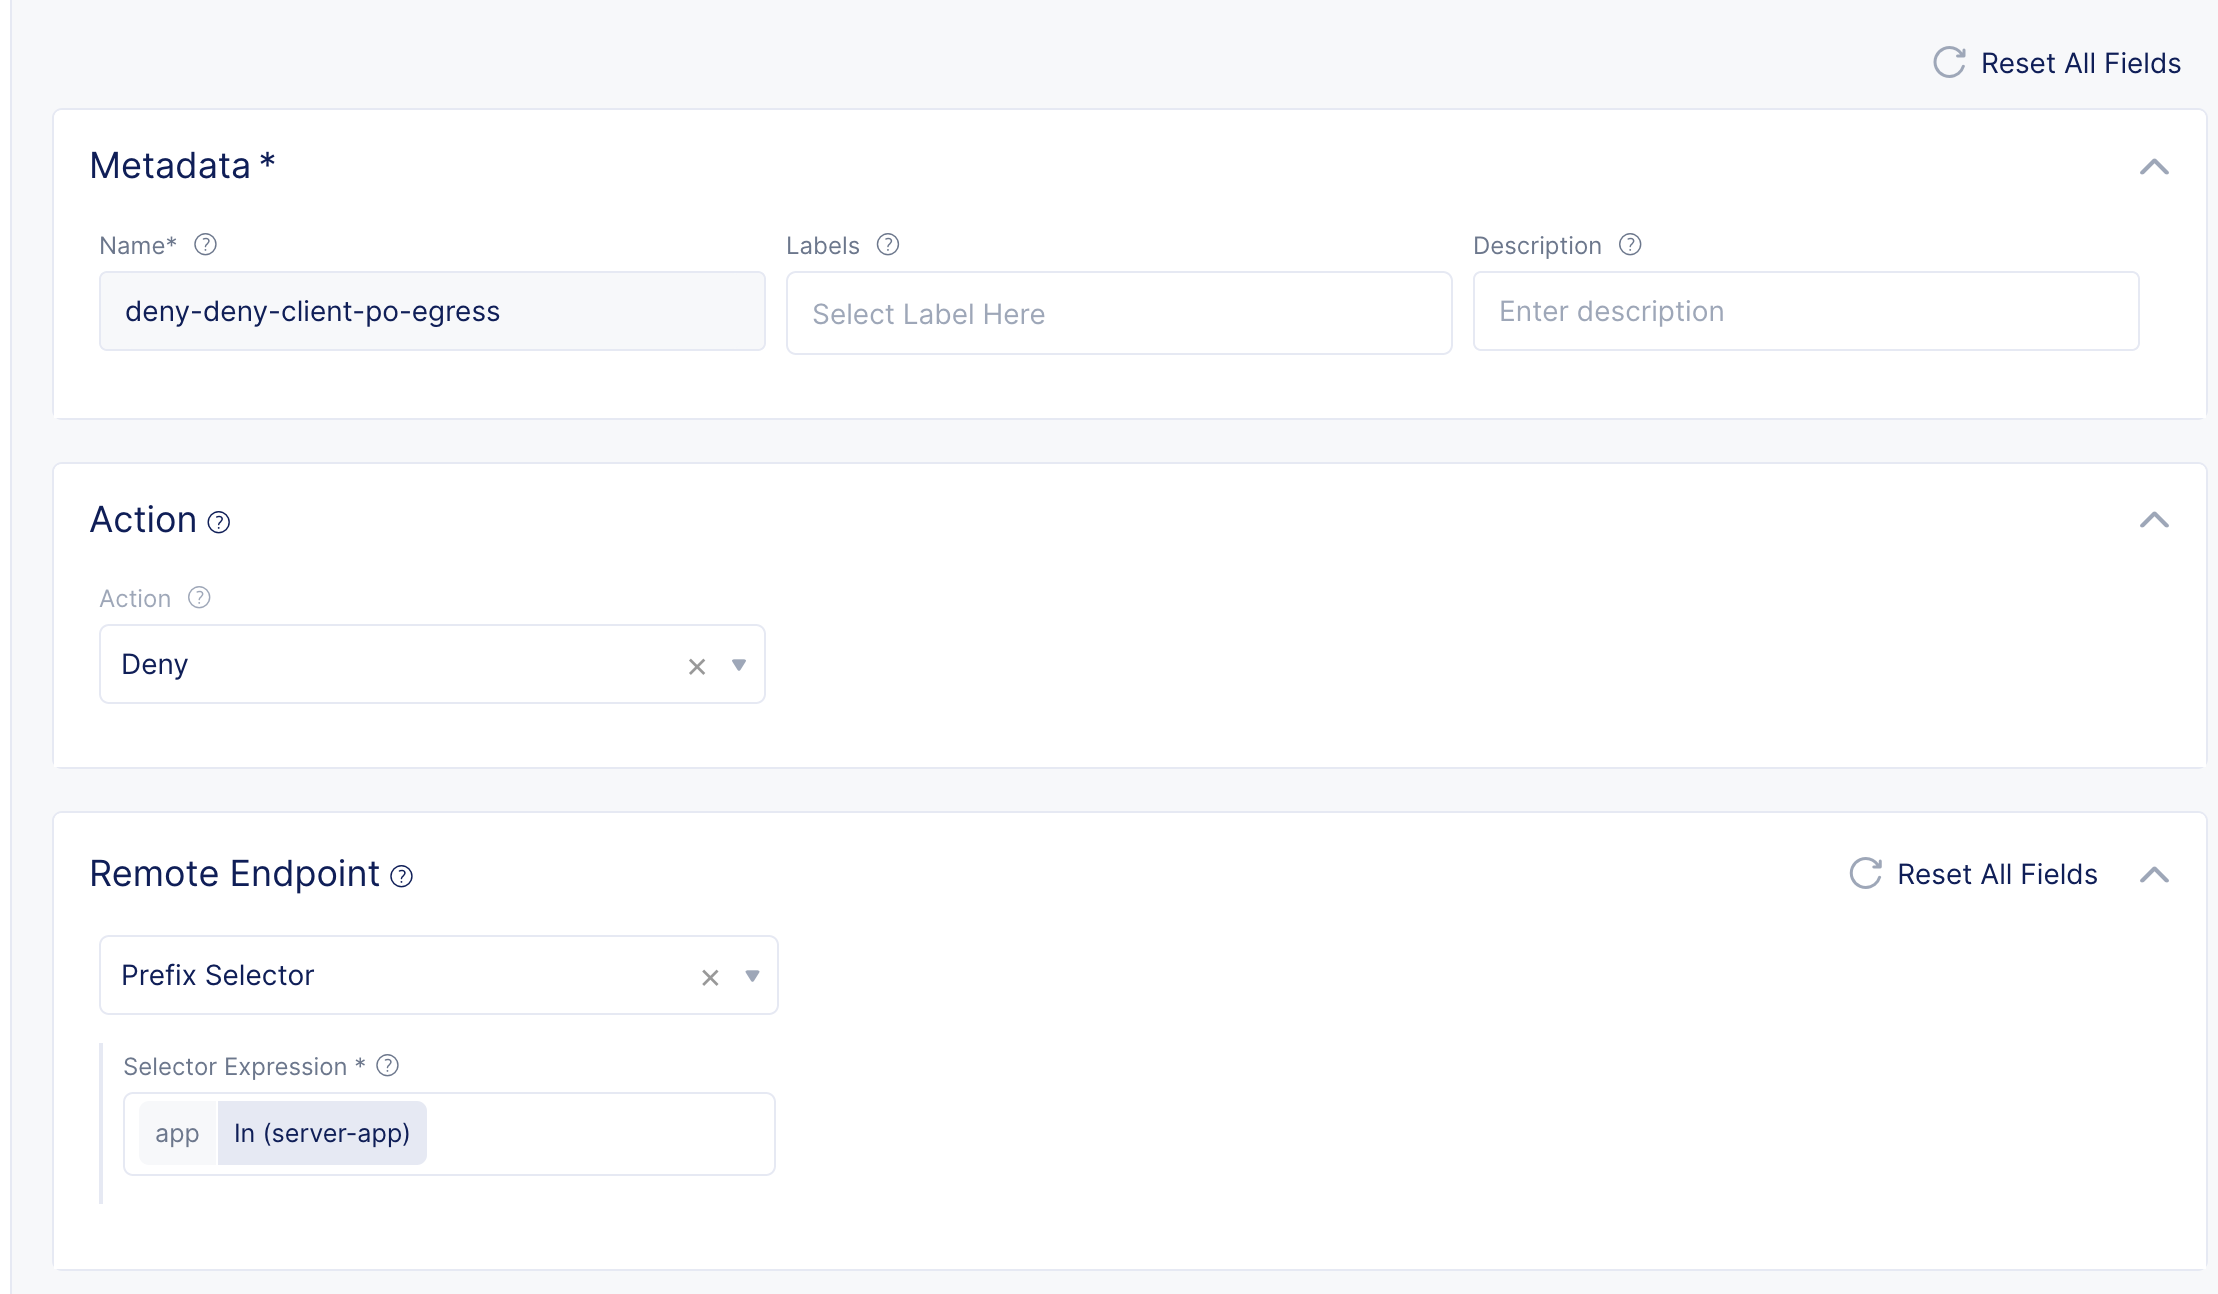 Reset All Fields
Metadata *
Name*
Labels
Description
deny-deny-client-po-egress
Select Label Here
Enter description
Action
Action
Deny
Remote Endpoint
Reset All Fields
Prefix Selector
Selector Expression *
app In (server-app)